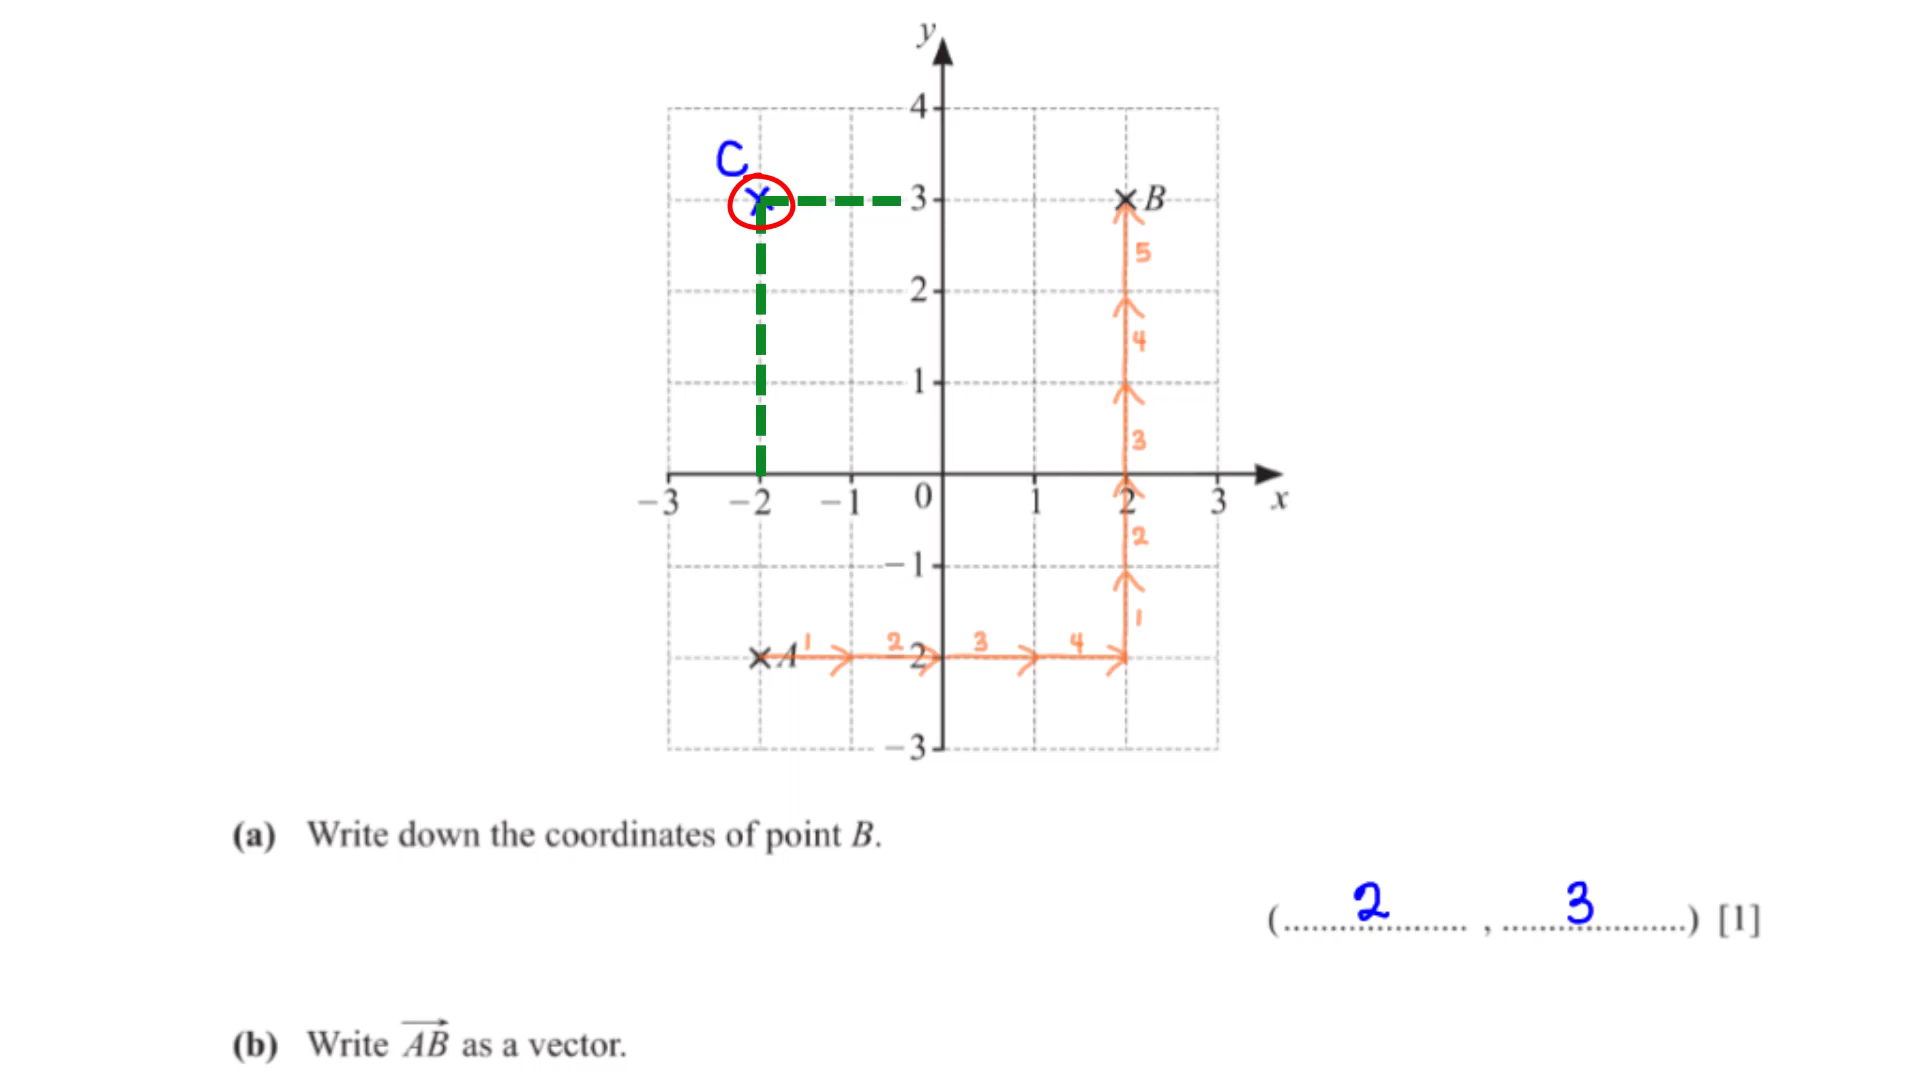 y
4
C
3
B
5
2
4
1
3
−3 −2 −1 0 1 2 3 x
2
−1
1
A 1 2 3 4
−2
−3
(a) Write down the coordinates of point B.
(.....2..... , .....3.....) [1]
(b) Write AB as a vector.